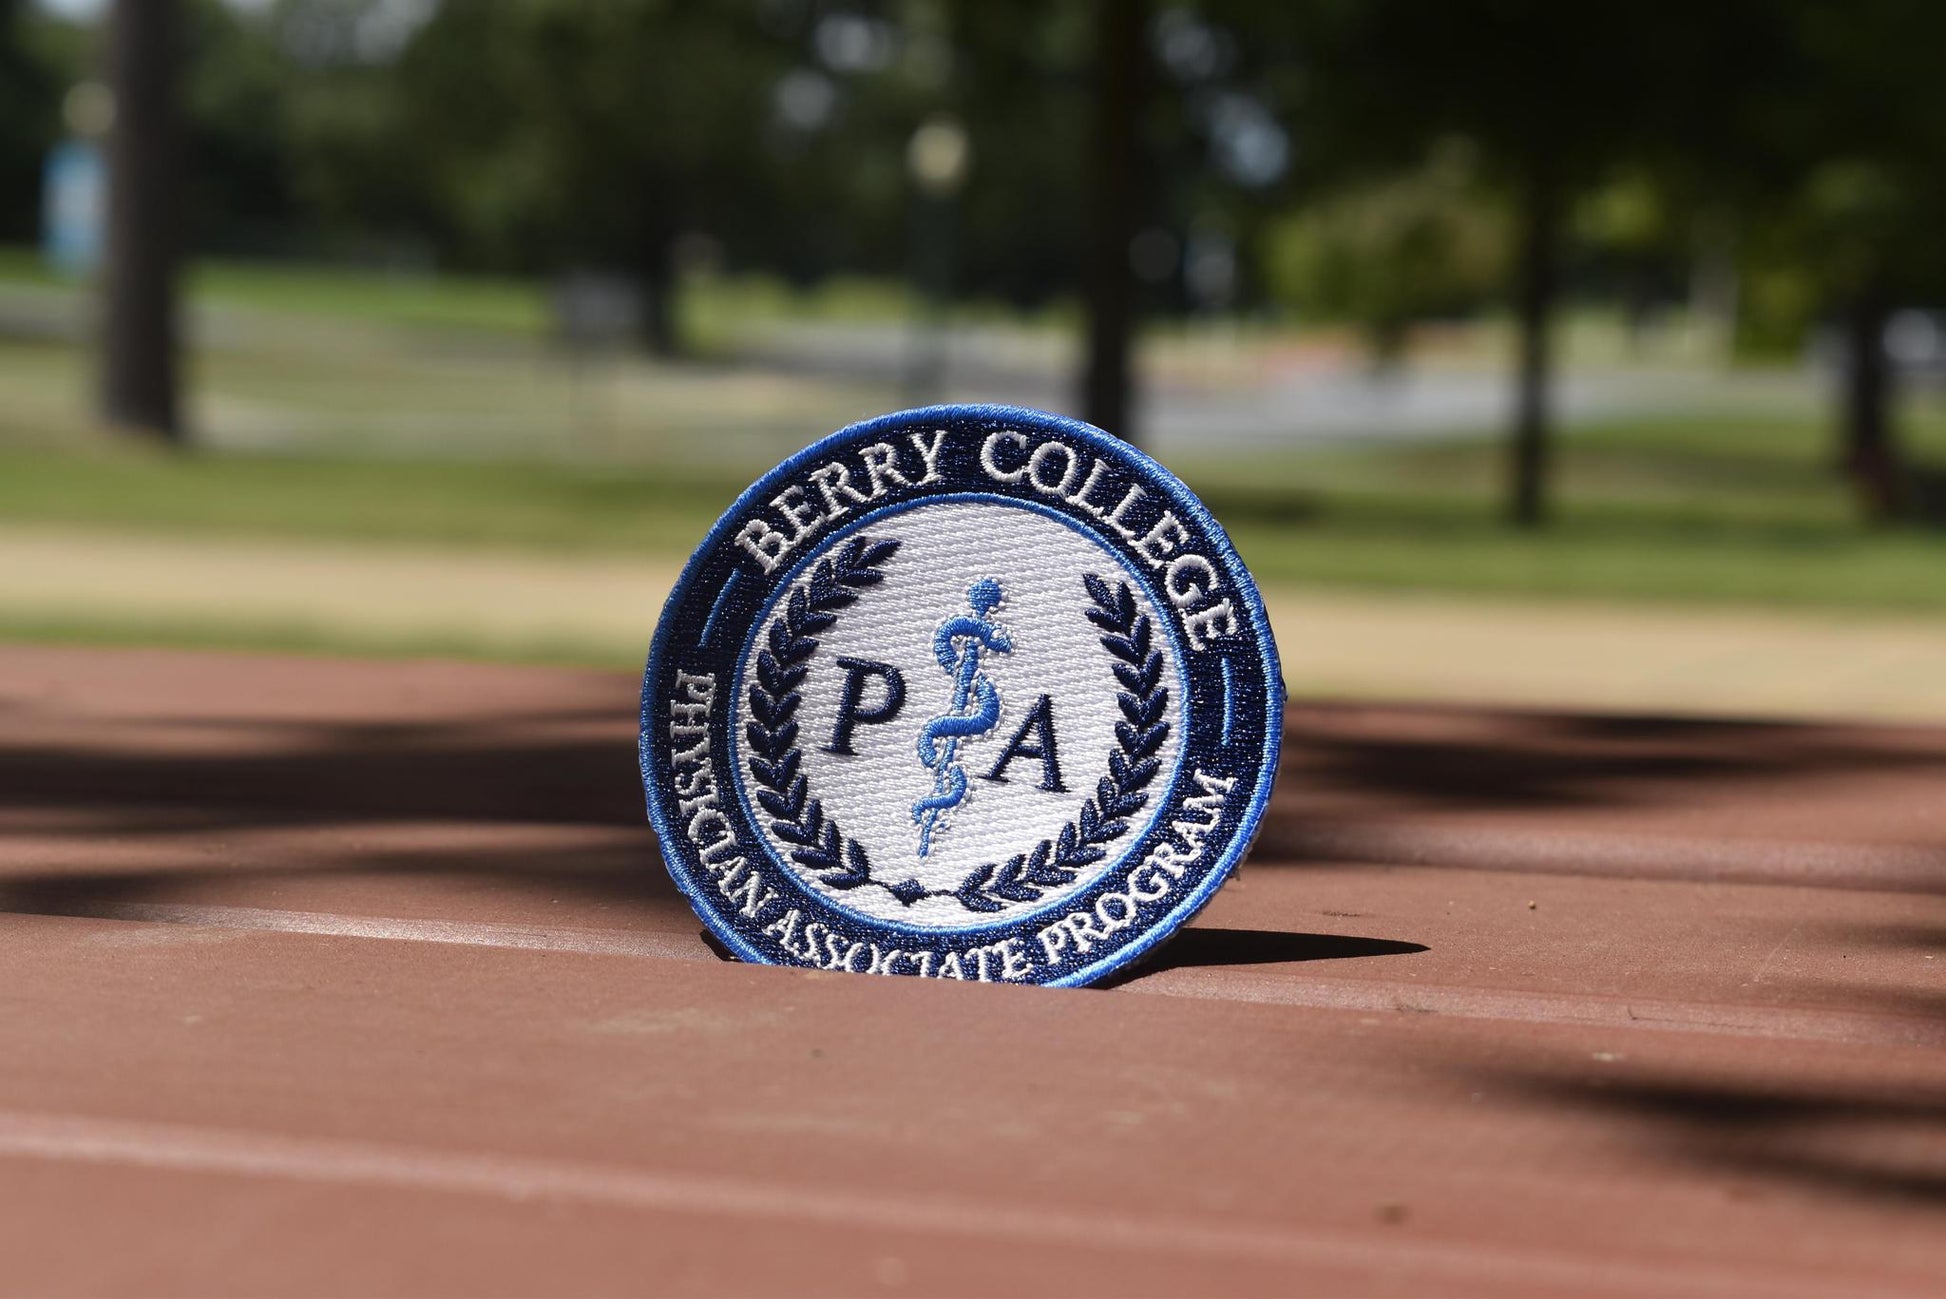 BERRY COLLEGE
P A
PHYSICIAN ASSOCIATE PROGRAM